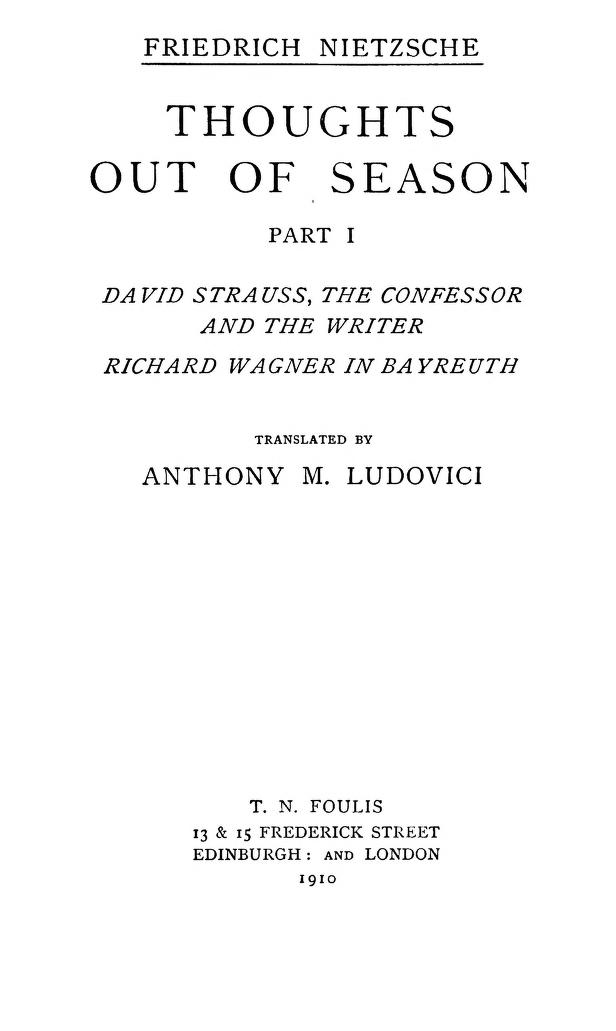 FRIEDRICH NIETZSCHE
THOUGHTS
OUT OF SEASON
PART I
DAVID STRAUSS, THE CONFESSOR
AND THE WRITER
RICHARD WAGNER IN BAYREUTH
TRANSLATED BY
ANTHONY M. LUDOVICI
T. N. FOULIS
13 & 15 FREDERICK STREET
EDINBURGH: AND LONDON
1910